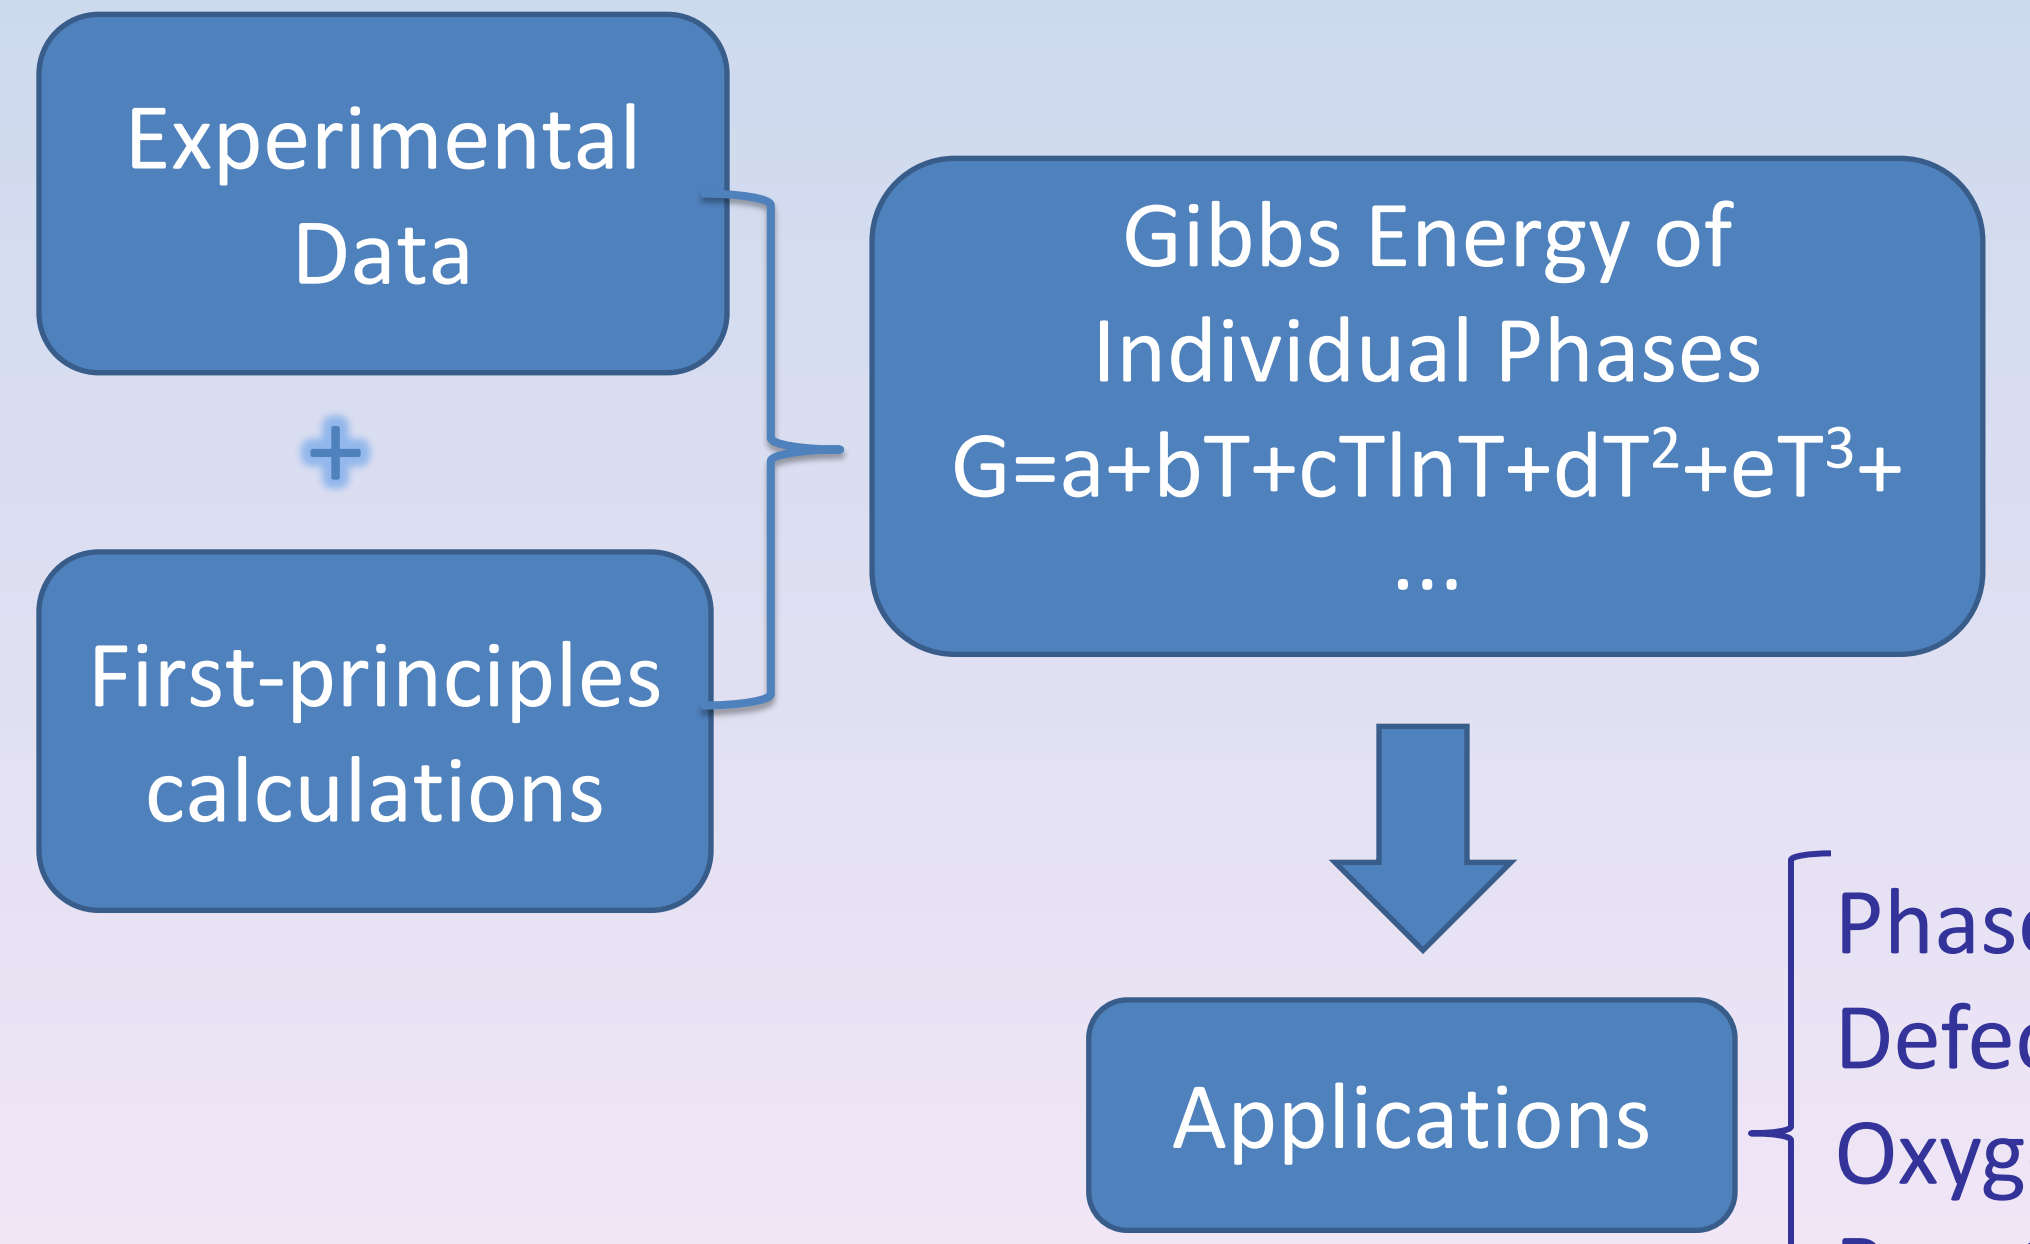 Experimental
Data
+
First-principles
calculations
Gibbs Energy of
Individual Phases
G=a+bT+cTlnT+dT²+eT³+
...
Applications